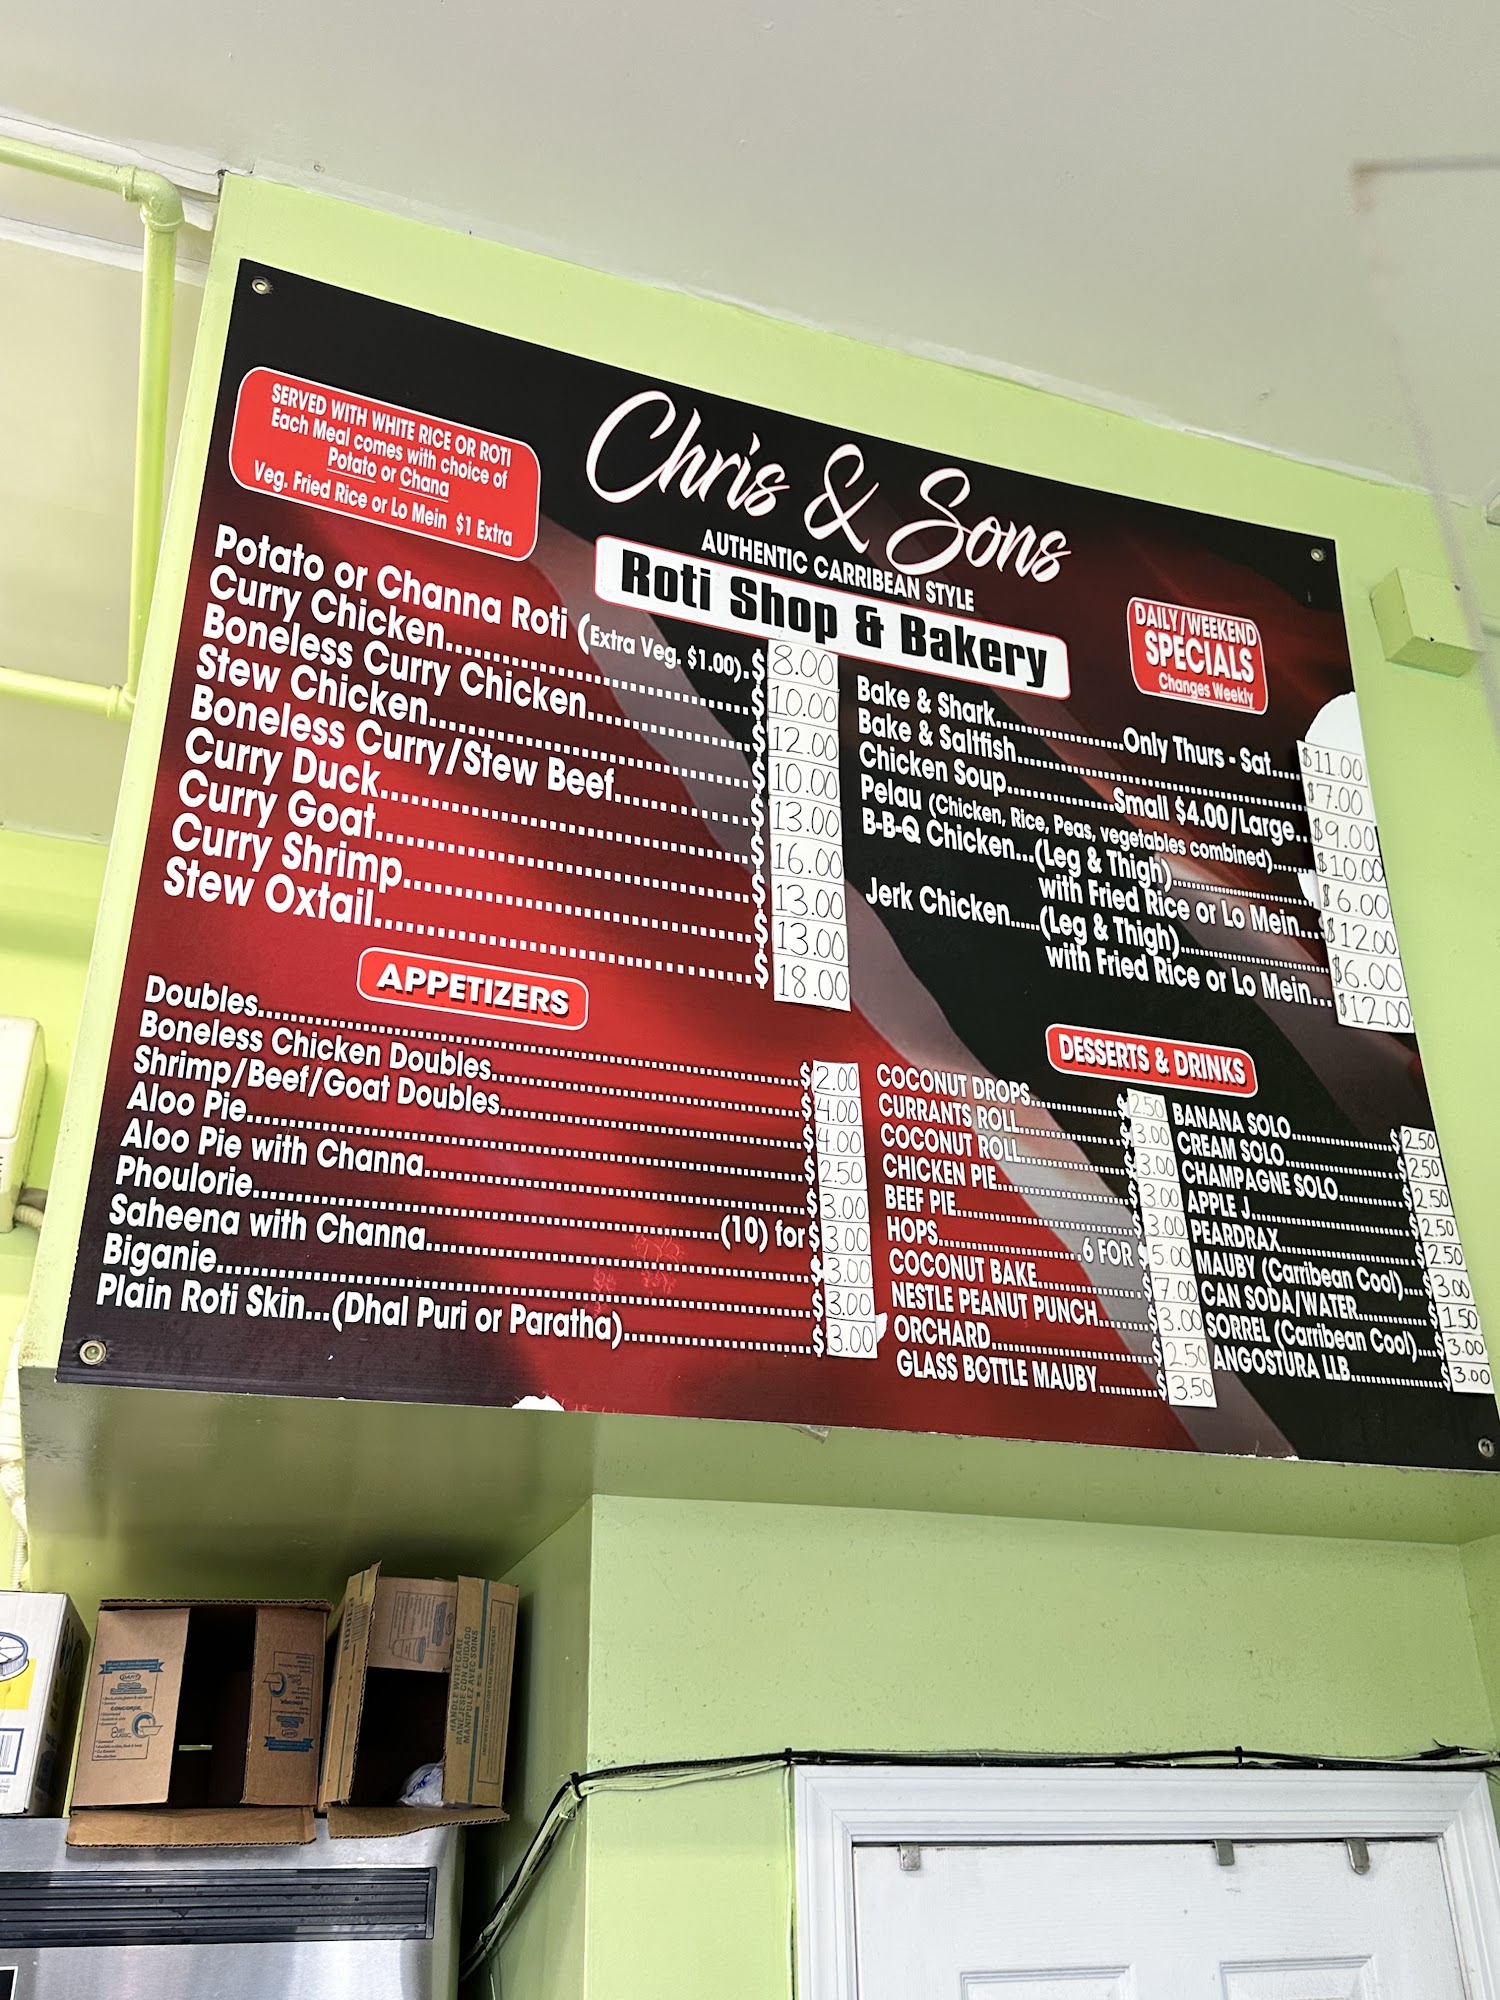 SERVED WITH WHITE RICE OR ROTI
Each Meal comes with choice of
Potato or Chana
Veg. Fried Rice or Lo Mein $1 Extra
Chris & Sons
AUTHENTIC CARRIBEAN STYLE
Roti Shop & Bakery
DAILY/WEEKEND
SPECIALS
Changes Weekly
Potato or Channa Roti (Extra Veg. $1.00).$ 8.00
Curry Chicken 10.00
Boneless Curry Chicken $ 12.00
Stew Chicken $ 10.00
Boneless Curry/Stew Beef $ 13.00
Curry Duck $ 16.00
Curry Goat $ 13.00
Curry Shrimp $ 13.00
Stew Oxtail $ 18.00
Bake & Shark Only Thurs - Sat $11.00
Bake & Saltfish $7.00
Chicken Soup Small $4.00/Large $9.00
Pelau (Chicken, Rice, Peas, vegetables combined) $10.00
B-B-Q Chicken...(Leg & Thigh) $6.00
with Fried Rice or Lo Mein... $12.00
Jerk Chicken (Leg & Thigh) $6.00
with Fried Rice or Lo Mein... $12.00
APPETIZERS
Doubles $ 2.00
Boneless Chicken Doubles $ 4.00
Shrimp/Beef/Goat Doubles $ 4.00
Aloo Pie $ 2.50
Aloo Pie with Channa $ 3.00
Phoulorie (10) for $ 3.00
Saheena with Channa $ 3.00
Biganie $ 3.00
Plain Roti Skin...(Dhal Puri or Paratha) $ 3.00
DESSERTS & DRINKS
COCONUT DROPS $ 2.50
CURRANTS ROLL $ 3.00
COCONUT ROLL $ 3.00
CHICKEN PIE $ 3.00
BEEF PIE $ 3.00
HOPS 6 FOR $ 5.00
COCONUT BAKE $ 7.00
NESTLE PEANUT PUNCH $ 3.00
ORCHARD $ 2.50
GLASS BOTTLE MAUBY $ 3.50
BANANA SOLO $ 2.50
CREAM SOLO $ 2.50
CHAMPAGNE SOLO $ 2.50
APPLE J $ 2.50
PEARDRAX $ 2.50
MAUBY (Carribean Cool) $ 3.00
CAN SODA/WATER $ 1.50
SORREL (Carribean Cool) $ 3.00
ANGOSTURA LLB $ 3.00
DART
CONCORDE
HANDLE WITH CARE
MANEJESE CON CUIDADO
MANIPULEZ AVEC SOINS